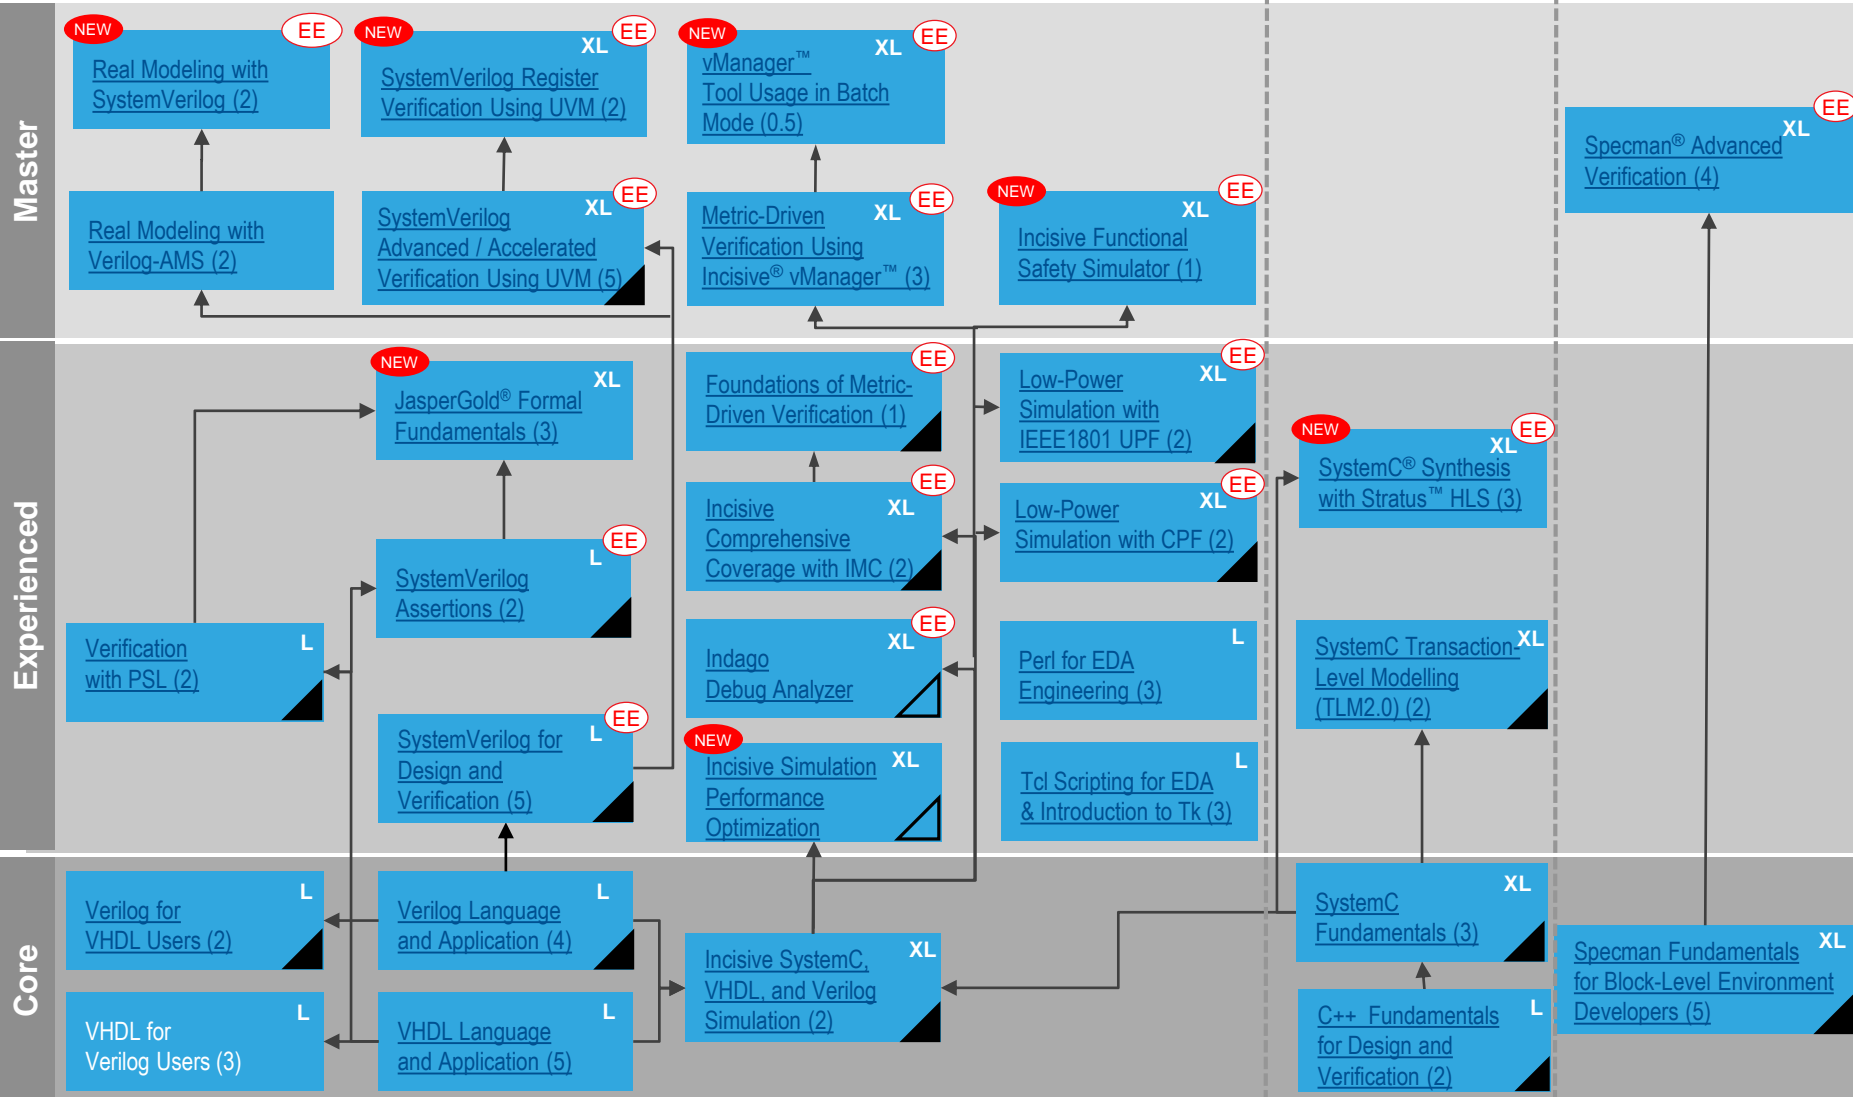 Master
NEW
EE
Real Modeling with
SystemVerilog (2)
NEW
XL
EE
SystemVerilog Register
Verification Using UVM (2)
NEW
XL
EE
vManager™
Tool Usage in Batch
Mode (0.5)
XL
EE
Specman® Advanced
Verification (4)
Real Modeling with
Verilog-AMS (2)
XL
EE
SystemVerilog
Advanced / Accelerated
Verification Using UVM (5)
XL
EE
Metric-Driven
Verification Using
Incisive® vManager™ (3)
NEW
XL
EE
Incisive Functional
Safety Simulator (1)
Experienced
NEW
XL
JasperGold® Formal
Fundamentals (3)
EE
Foundations of Metric-
Driven Verification (1)
XL
EE
Low-Power
Simulation with
IEEE1801 UPF (2)
NEW
XL
EE
SystemC® Synthesis
with Stratus™ HLS (3)
XL
EE
Incisive
Comprehensive
Coverage with IMC (2)
XL
EE
Low-Power
Simulation with CPF (2)
L
EE
SystemVerilog
Assertions (2)
L
Verification
with PSL (2)
XL
EE
Indago
Debug Analyzer
L
Perl for EDA
Engineering (3)
XL
SystemC Transaction-
Level Modelling
(TLM2.0) (2)
L
EE
SystemVerilog for
Design and
Verification (5)
NEW
XL
Incisive Simulation
Performance
Optimization
L
Tcl Scripting for EDA
& Introduction to Tk (3)
Core
L
Verilog for
VHDL Users (2)
L
Verilog Language
and Application (4)
XL
Incisive SystemC,
VHDL, and Verilog
Simulation (2)
XL
SystemC
Fundamentals (3)
XL
Specman Fundamentals
for Block-Level Environment
Developers (5)
L
VHDL for
Verilog Users (3)
L
VHDL Language
and Application (5)
L
C++ Fundamentals
for Design and
Verification (2)